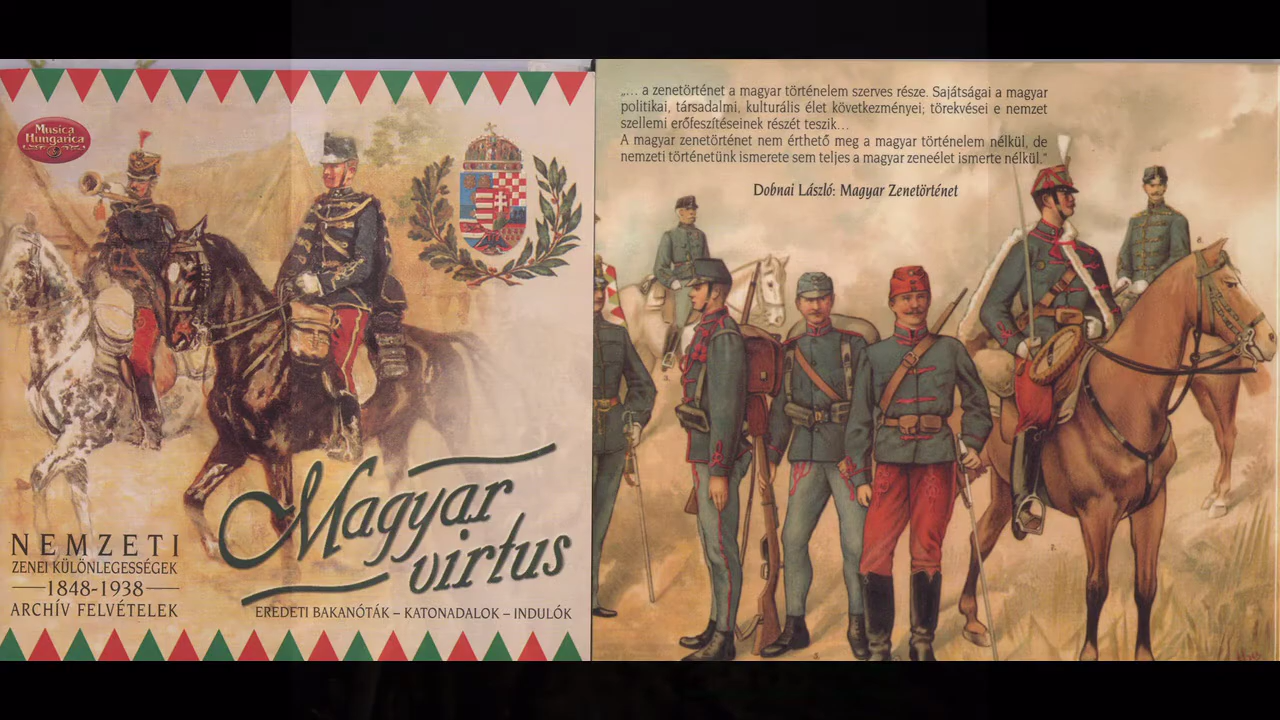 Musica
Hungarica
Magyar
virtus
NEMZETI
ZENEI KÜLÖNLEGESSÉGEK
1848-1938
ARCHÍV FELVÉTELEK
EREDETI BAKANÓTÁK – KATONADALOK – INDULÓK
„... a zenetörténet a magyar történelem szerves része. Sajátságai a magyar
politikai, társadalmi, kulturális élet következményei; törekvései e nemzet
szellemi erőfeszítéseinek részét teszik...
A magyar zenetörténet nem érthető meg a magyar történelem nélkül, de
nemzeti történetünk ismerete sem teljes a magyar zeneélet ismerte nélkül.”
Dobnai László: Magyar Zenetörténet